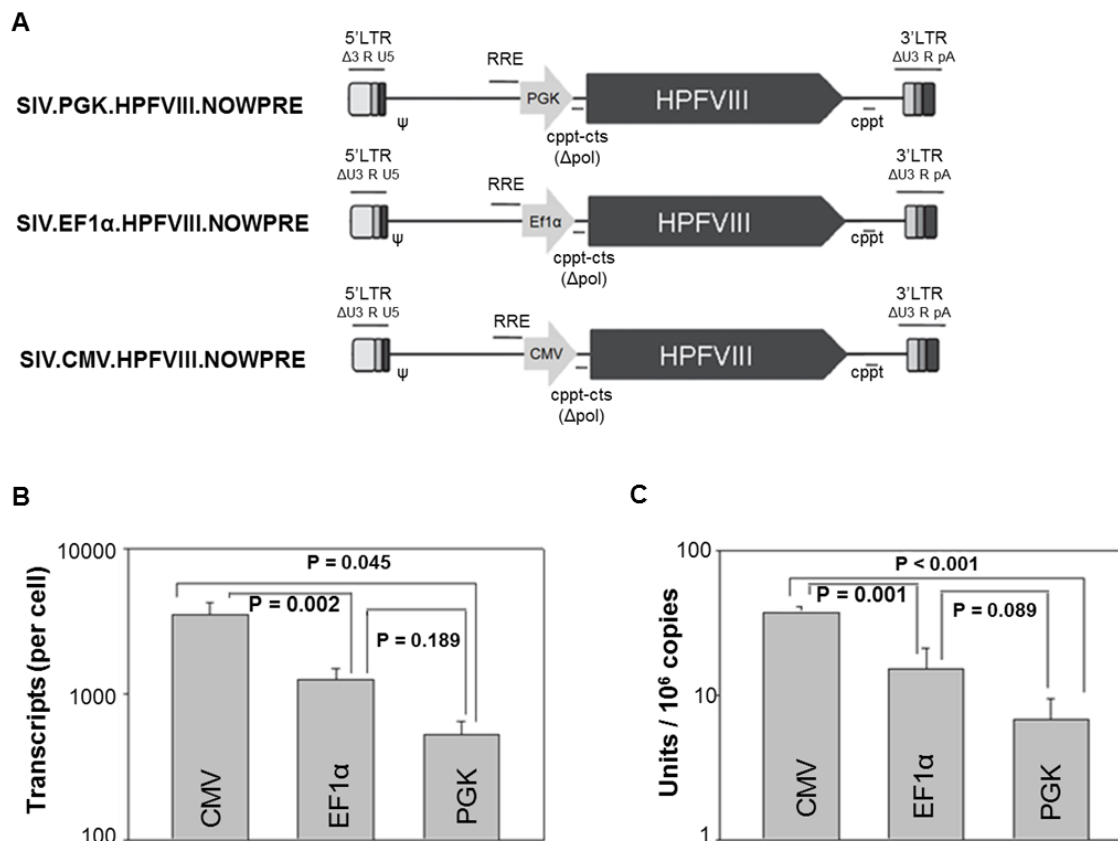 A
5'LTR
Δ3 R U5
RRE
3'LTR
ΔU3 R pA
SIV.PGK.HPFVIII.NOWPRE
PGK
HPFVIII
ψ
cppt-cts
(Δpol)
cppt
5'LTR
ΔU3 R U5
RRE
3'LTR
ΔU3 R pA
SIV.EF1α.HPFVIII.NOWPRE
Ef1α
HPFVIII
ψ
cppt-cts
(Δpol)
cppt
5'LTR
ΔU3 R U5
RRE
3'LTR
ΔU3 R pA
SIV.CMV.HPFVIII.NOWPRE
CMV
HPFVIII
ψ
cppt-cts
(Δpol)
cppt
B
Transcripts (per cell)
10000
1000
100
P = 0.045
P = 0.002
P = 0.189
CMV
EF1α
PGK
C
Units / 10⁶ copies
100
10
1
P < 0.001
P = 0.001
P = 0.089
CMV
EF1α
PGK